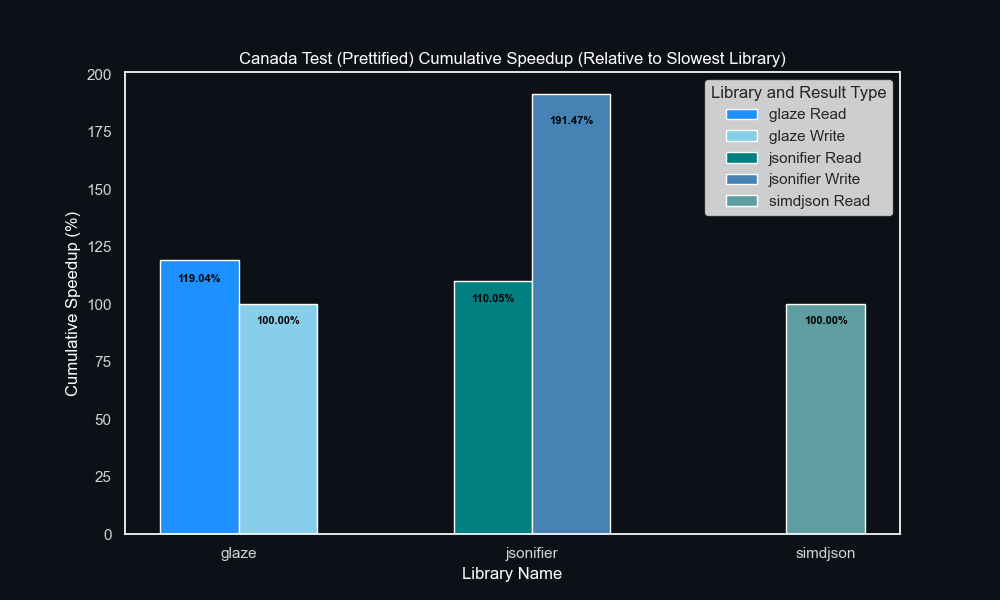 Canada Test (Prettified) Cumulative Speedup (Relative to Slowest Library)
Cumulative Speedup (%)
200
175
150
125
100
75
50
25
0
119.04%
100.00%
110.05%
191.47%
100.00%
Library and Result Type
glaze Read
glaze Write
jsonifier Read
jsonifier Write
simdjson Read
glaze
jsonifier
simdjson
Library Name